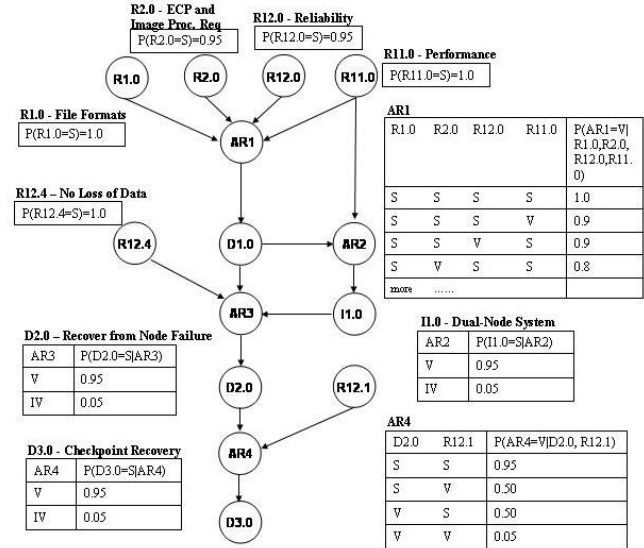 R2.0 - ECP and
Image Proc. Req
P(R2.0=S)=0.95
R12.0 - Reliability
P(R12.0=S)=0.95
R11.0 - Performance
P(R11.0=S)=1.0
R1.0
R2.0
R12.0
R11.0
R1.0 - File Formats
P(R1.0=S)=1.0
AR1
AR1
R1.0 R2.0 R12.0 R11.0 P(AR1=V|
R1.0,R2.0,
R12.0,R11.
0)
S S S S 1.0
S S S V 0.9
S S V S 0.9
S V S S 0.8
more ......
R12.4 – No Loss of Data
P(R12.4=S)=1.0
R12.4
D1.0
AR2
AR3
I1.0
D2.0 – Recover from Node Failure
AR3 P(D2.0=S|AR3)
V 0.95
IV 0.05
I1.0 - Dual-Node System
AR2 P(I1.0=S|AR2)
V 0.95
IV 0.05
D2.0
R12.1
D3.0 - Checkpoint Recovery
AR4 P(D3.0=S|AR4)
V 0.95
IV 0.05
AR4
D3.0
AR4
D2.0 R12.1 P(AR4=V|D2.0, R12.1)
S S 0.95
S V 0.50
V S 0.50
V V 0.05